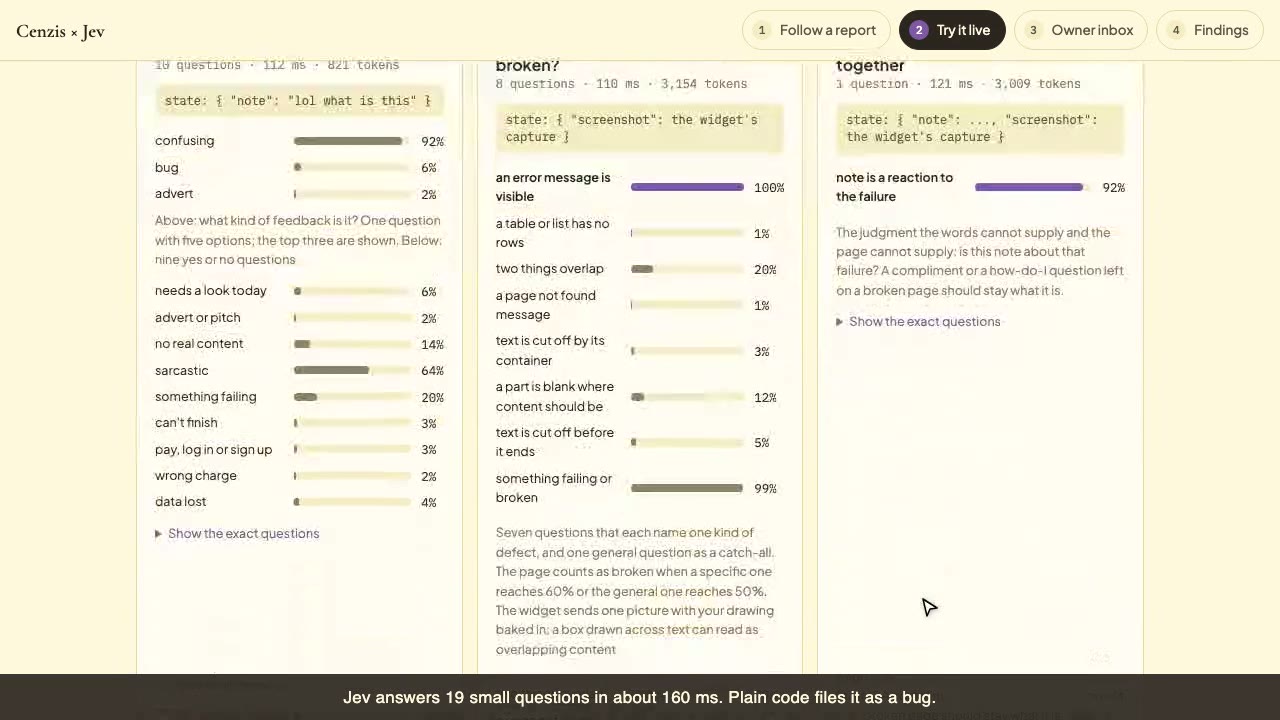 Cenzis × Jev
1 Follow a report
2 Try it live
3 Owner inbox
4 Findings
10 questions · 112 ms · 821 tokens
state: { "note": "lol what is this" }
confusing 92%
bug 6%
advert 2%
Above: what kind of feedback is it? One question
with five options; the top three are shown. Below:
nine yes or no questions
needs a look today 6%
advert or pitch 2%
no real content 14%
sarcastic 64%
something failing 20%
can't finish 3%
pay, log in or sign up 3%
wrong charge 2%
data lost 4%
Show the exact questions
broken?
8 questions · 110 ms · 3,154 tokens
state: { "screenshot": the widget's
capture }
an error message is
visible 100%
a table or list has no
rows 1%
two things overlap 20%
a page not found
message 1%
text is cut off by its
container 3%
a part is blank where
content should be 12%
text is cut off before
it ends 5%
something failing or
broken 99%
Seven questions that each name one kind of
defect, and one general question as a catch-all.
The page counts as broken when a specific one
reaches 60% or the general one reaches 50%.
The widget sends one picture with your drawing
baked in; a box drawn across text can read as
overlapping content
together
1 question · 121 ms · 3,009 tokens
state: { "note": ..., "screenshot":
the widget's capture }
note is a reaction to
the failure 92%
The judgment the words cannot supply and the
page cannot supply: is this note about that
failure? A compliment or a how-do-I question left
on a broken page should stay what it is.
Show the exact questions
Jev answers 19 small questions in about 160 ms. Plain code files it as a bug.